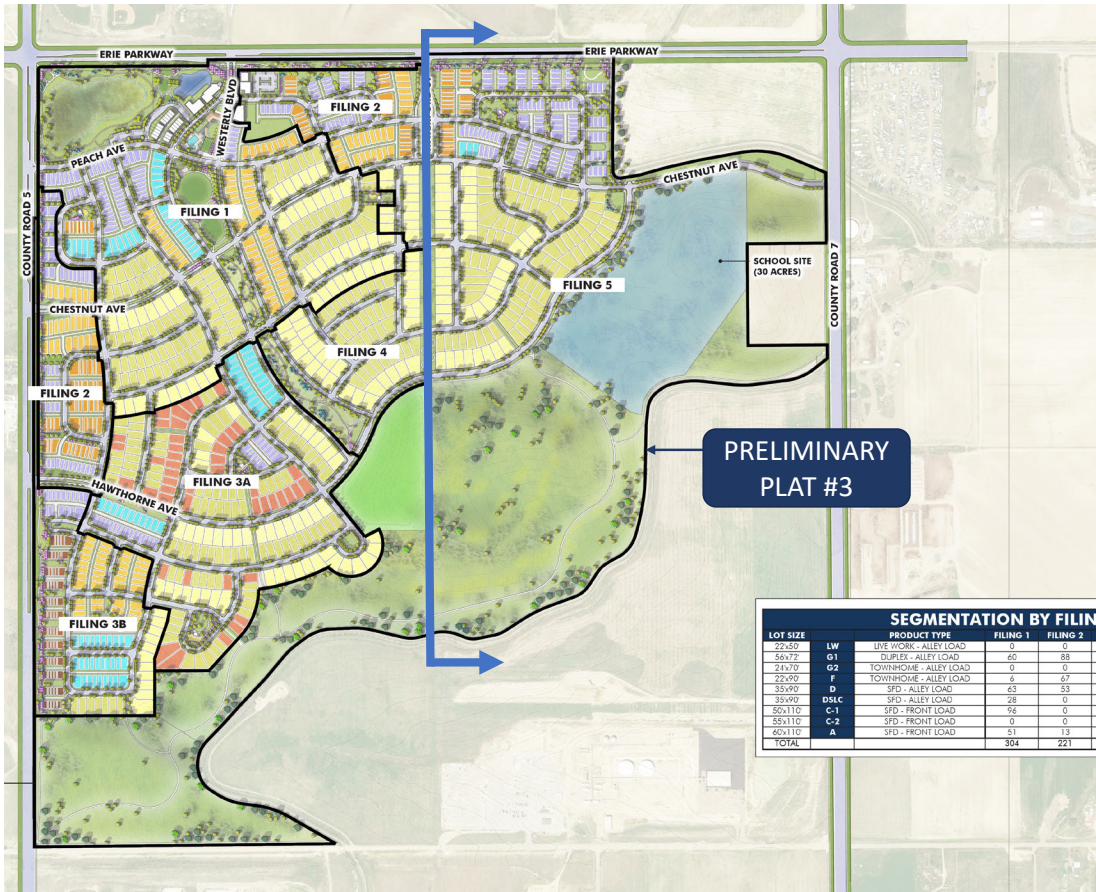 ERIE PARKWAY
ERIE PARKWAY
WESTERLY BLVD
FILING 2
PEACH AVE
CHESTNUT AVE
COUNTY ROAD 5
FILING 1
SCHOOL SITE
(30 ACRES)
COUNTY ROAD 7
FILING 5
CHESTNUT AVE
FILING 4
FILING 2
PRELIMINARY
PLAT #3
FILING 3A
HAWTHORNE AVE
FILING 3B
SEGMENTATION BY FILIN
LOT SIZE PRODUCT TYPE FILING 1 FILING 2
22'x50' LW LIVE WORK - ALLEY LOAD 0 0
56'x72' G1 DUPLEX - ALLEY LOAD 60 88
24'x70' G2 TOWNHOME - ALLEY LOAD 0 0
22'x90' F TOWNHOME - ALLEY LOAD 6 67
35'x90' D SFD - ALLEY LOAD 63 53
35'x90' DSLC SFD - ALLEY LOAD 28 0
50'x110' C-1 SFD - FRONT LOAD 96 0
55'x110' C-2 SFD - FRONT LOAD 0 0
60'x110' A SFD - FRONT LOAD 51 13
TOTAL 304 221